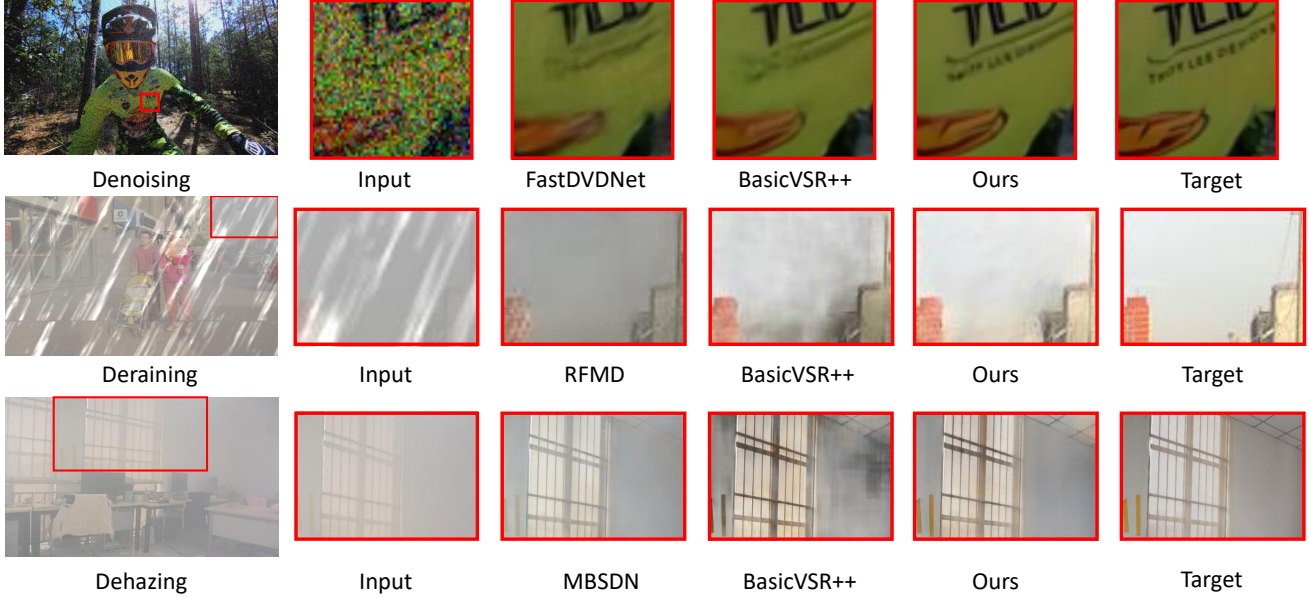 Denoising Input FastDVDNet BasicVSR++ Ours Target
Deraining Input RFMD BasicVSR++ Ours Target
Dehazing Input MBSDN BasicVSR++ Ours Target